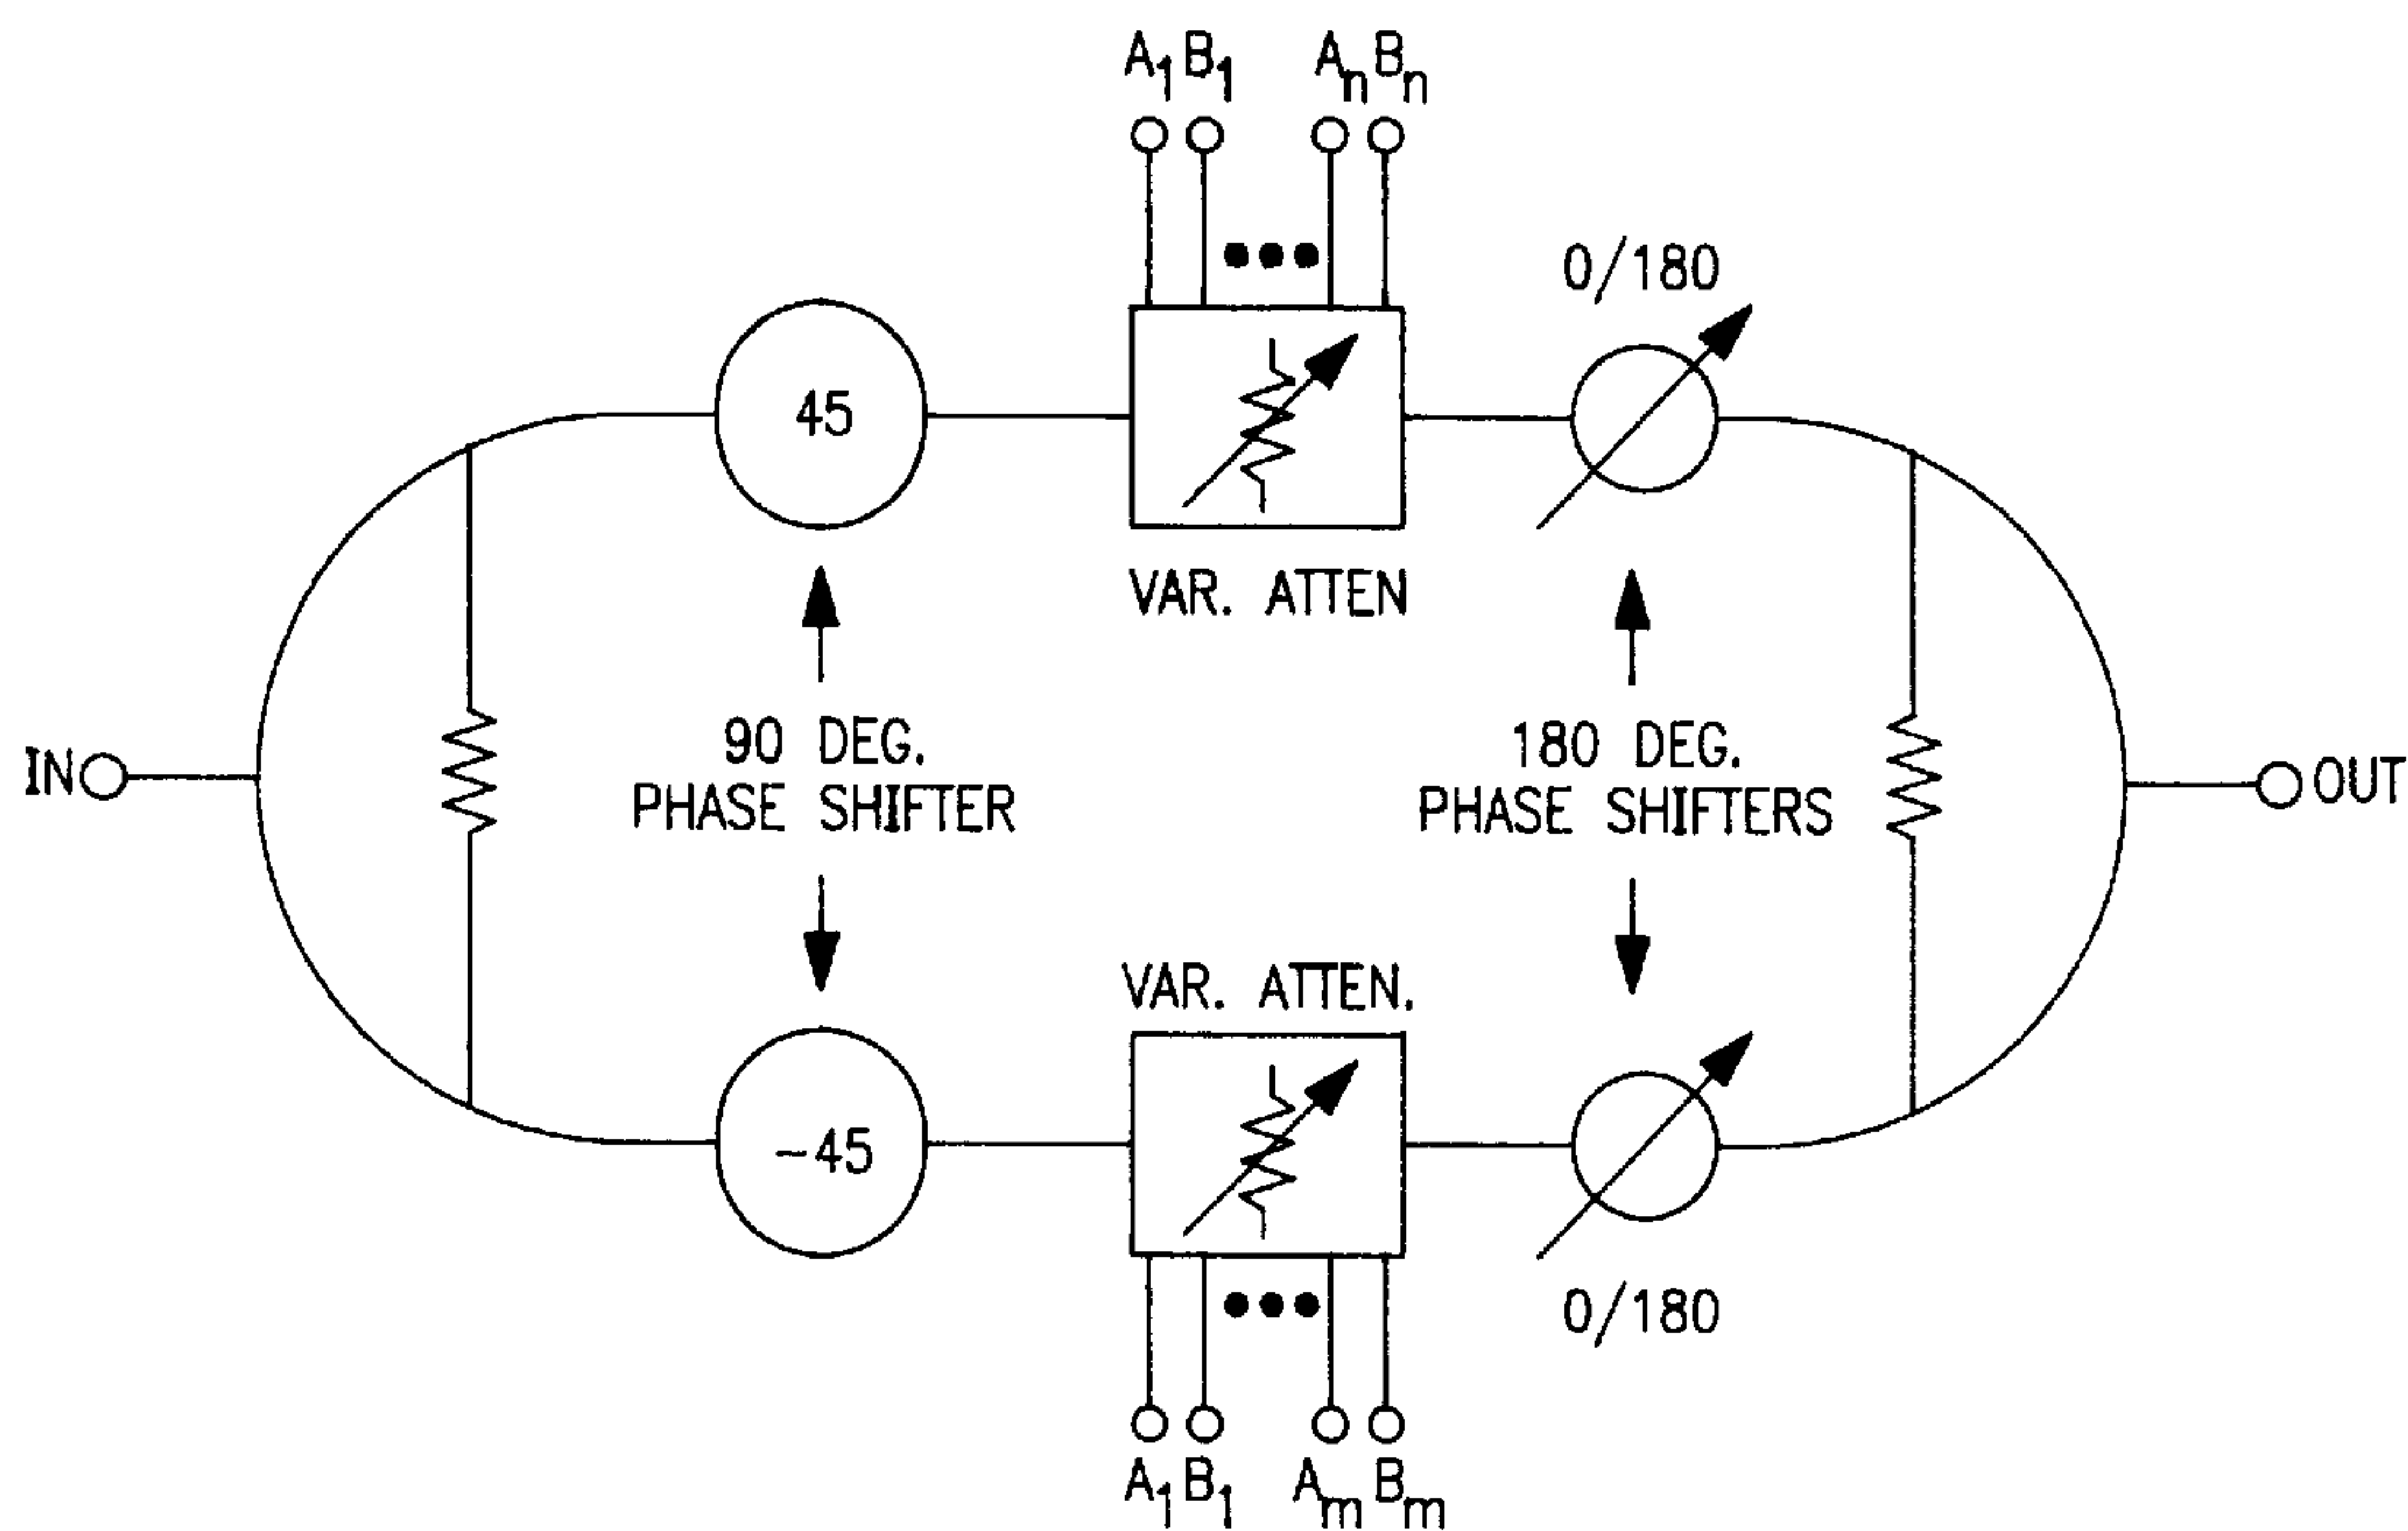 A1 B1 An Bn
0/180
45
VAR. ATTEN
IN
90 DEG.
PHASE SHIFTER
180 DEG.
PHASE SHIFTERS
OUT
VAR. ATTEN.
-45
0/180
A1 B1 Am Bm